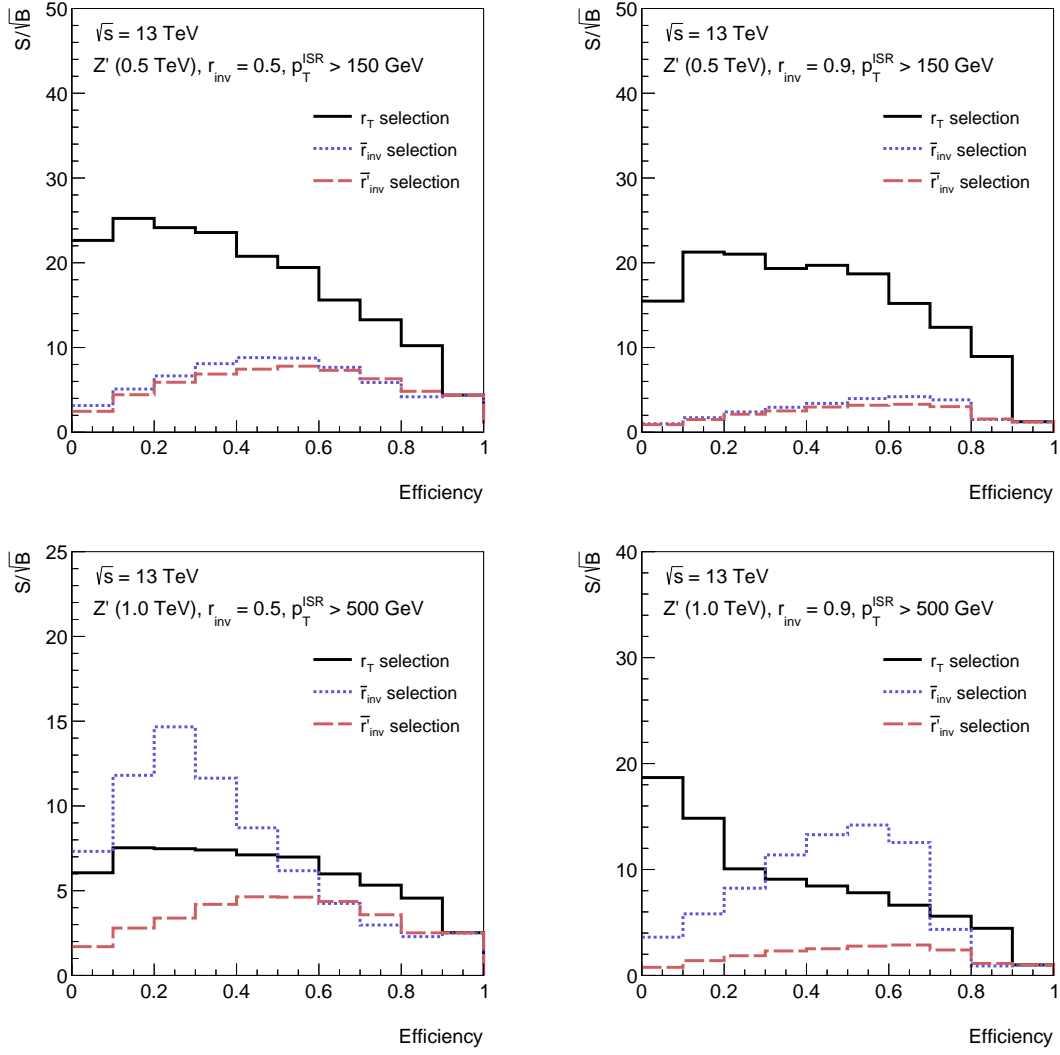 S/√B
50
40
30
20
10
0
√s = 13 TeV
Z' (0.5 TeV), r_inv = 0.5, p_T^ISR > 150 GeV
r_T selection
r̅_inv selection
r̅'_inv selection
0 0.2 0.4 0.6 0.8 1
Efficiency
S/√B
50
40
30
20
10
0
√s = 13 TeV
Z' (0.5 TeV), r_inv = 0.9, p_T^ISR > 150 GeV
r_T selection
r̅_inv selection
r̅'_inv selection
0 0.2 0.4 0.6 0.8 1
Efficiency
S/√B
25
20
15
10
5
0
√s = 13 TeV
Z' (1.0 TeV), r_inv = 0.5, p_T^ISR > 500 GeV
r_T selection
r̅_inv selection
r̅'_inv selection
0 0.2 0.4 0.6 0.8 1
Efficiency
S/√B
40
30
20
10
0
√s = 13 TeV
Z' (1.0 TeV), r_inv = 0.9, p_T^ISR > 500 GeV
r_T selection
r̅_inv selection
r̅'_inv selection
0 0.2 0.4 0.6 0.8 1
Efficiency